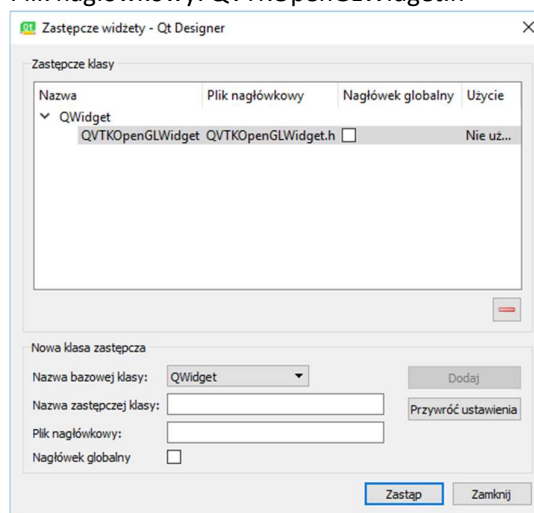 Plik nagłówkowy: QVTKOpenGLWidget.h
Zastępcze widżety - Qt Designer
Zastępcze klasy
Nazwa Plik nagłówkowy Nagłówek globalny Użycie
QWidget
QVTKOpenGLWidget QVTKOpenGLWidget.h Nie uż...
Nowa klasa zastępcza
Nazwa bazowej klasy: QWidget Dodaj
Nazwa zastępczej klasy: Przywróć ustawienia
Plik nagłówkowy:
Nagłówek globalny
Zastąp Zamknij